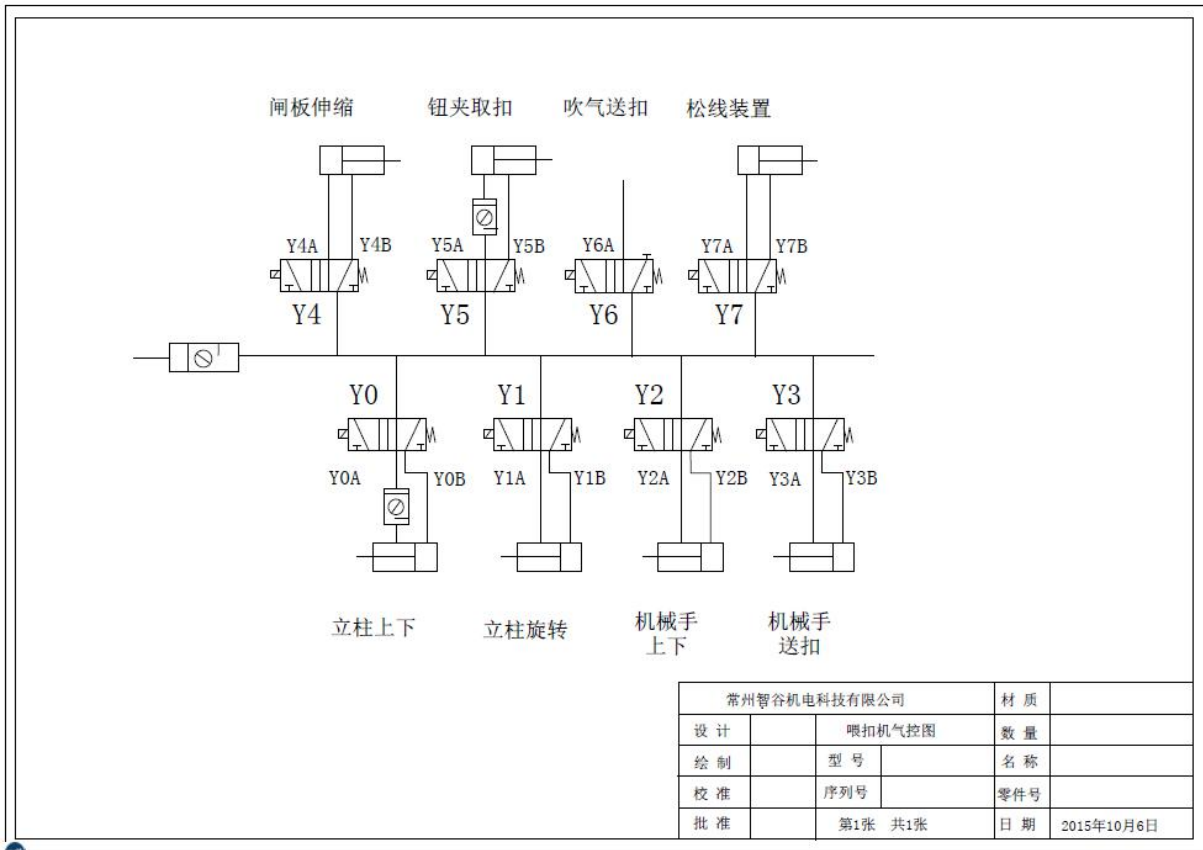 闸板伸缩 钮夹取扣 吹气送扣 松线装置
Y4A Y4B Y5A Y5B Y6A Y7A Y7B
Y4 Y5 Y6 Y7
Y0 Y1 Y2 Y3
Y0A Y0B Y1A Y1B Y2A Y2B Y3A Y3B
立柱上下 立柱旋转 机械手 机械手
上下 送扣
常州智谷机电科技有限公司 材 质
设 计 喂扣机气控图 数 量
绘 制 型 号 名 称
校 准 序列号 零件号
批 准 第1张 共1张 日 期 2015年10月6日